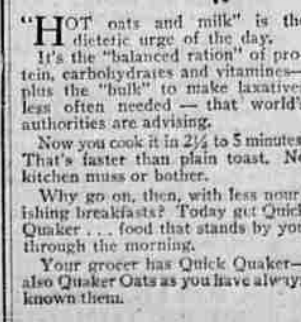 "HOT oats and milk" is the
dietetic urge of the day.
It's the "balanced ration" of pro-
tein, carbohydrates and vitamines—
plus the "bulk" to make laxatives
less often needed — that world's
authorities are advising.
Now you cook it in 2½ to 5 minutes.
That's faster than plain toast. No
kitchen muss or bother.
Why go on, then, with less nour-
ishing breakfasts? Today get Quick
Quaker . . . food that stands by you
through the morning.
Your grocer has Quick Quaker—
also Quaker Oats as you have always
known them.